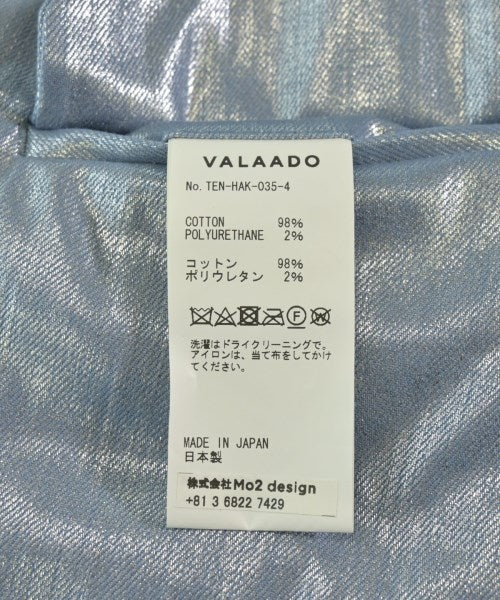 VALAADO
No. TEN-HAK-035-4
COTTON 98%
POLYURETHANE 2%
コットン 98%
ポリウレタン 2%
洗濯はドライクリーニングで。
アイロンは、当て布をしてかけ
てください。
MADE IN JAPAN
日本製
株式会社Mo2 design
+81 3 6822 7429